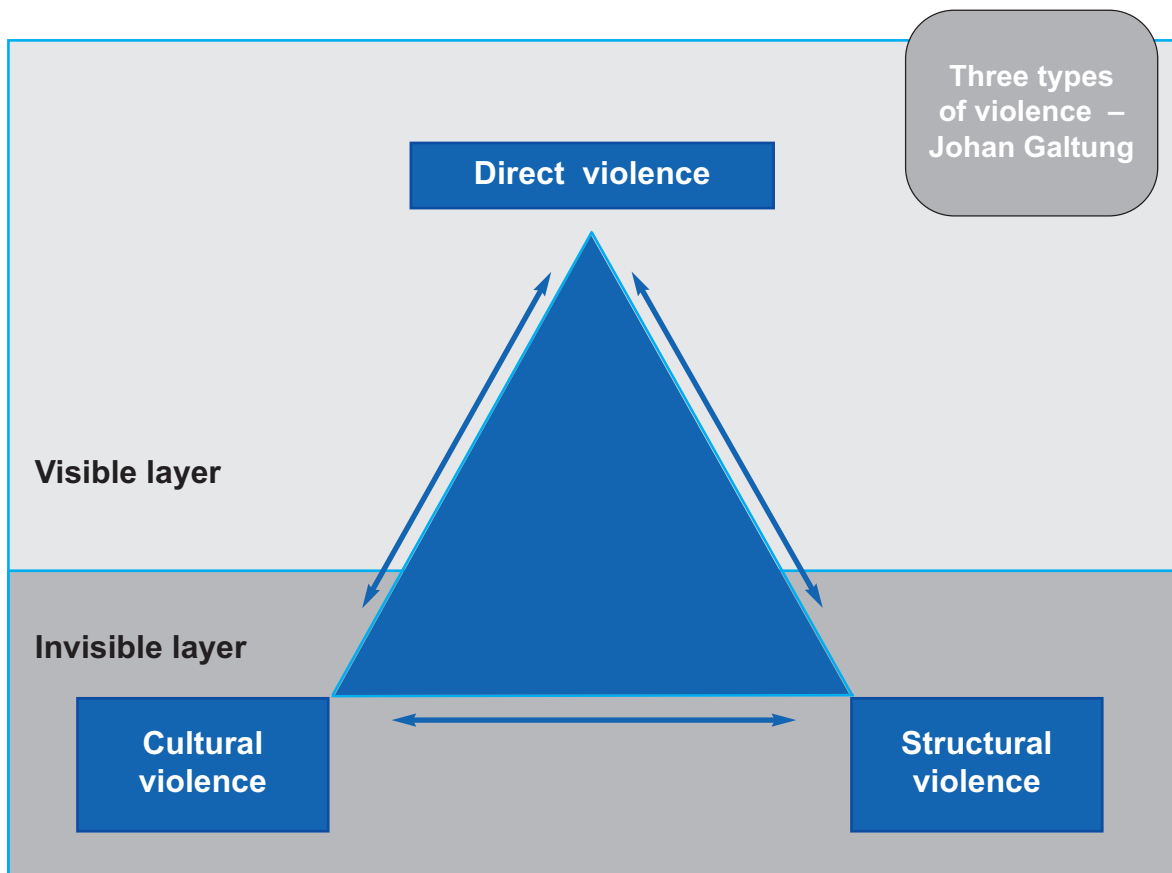 Three types
of violence –
Johan Galtung
Direct violence
Visible layer
Invisible layer
Cultural
violence
Structural
violence